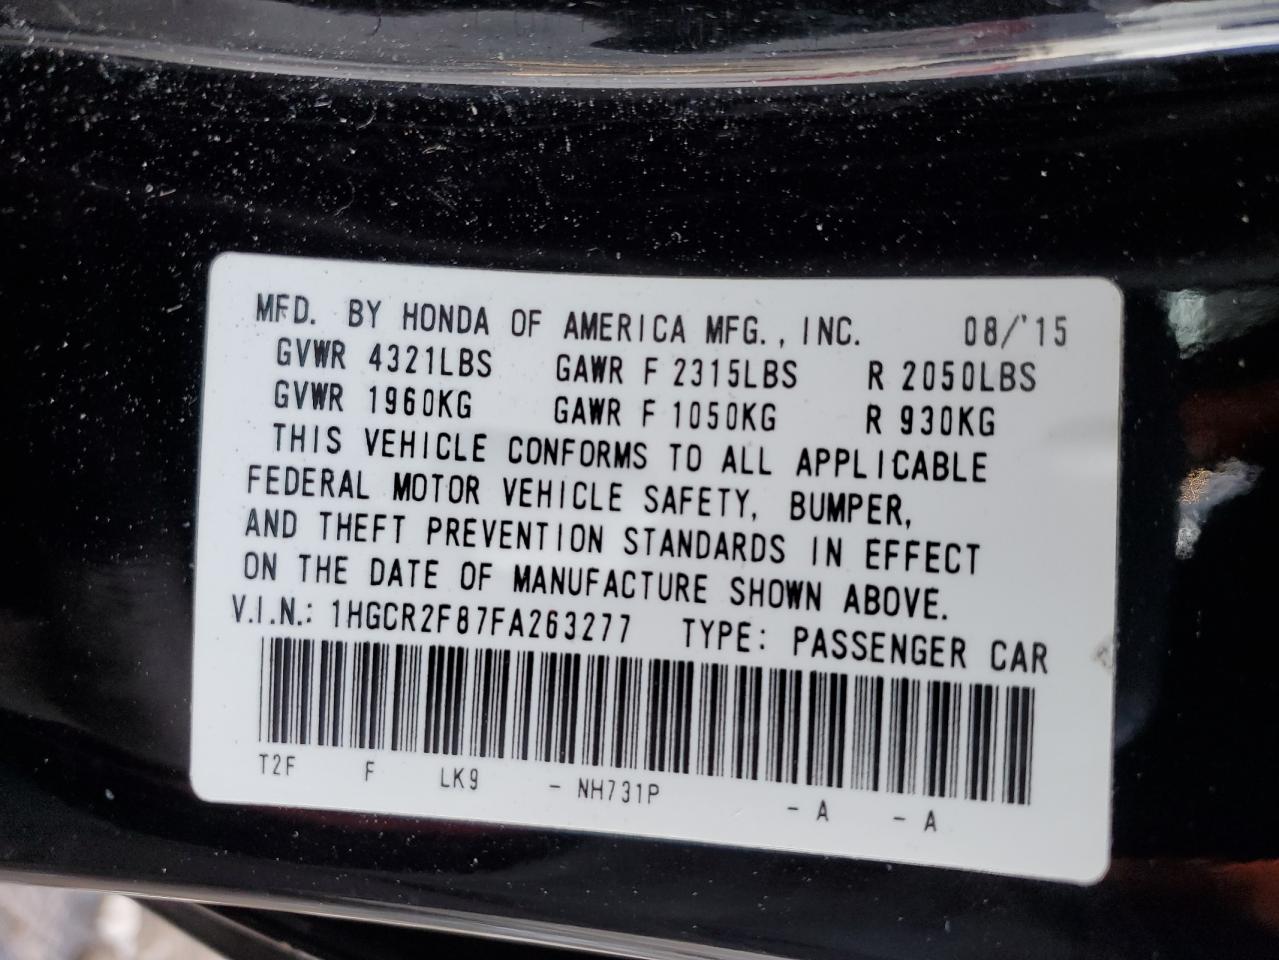 MFD. BY HONDA OF AMERICA MFG., INC. 08/'15
GVWR 4321LBS GAWR F 2315LBS R 2050LBS
GVWR 1960KG GAWR F 1050KG R 930KG
THIS VEHICLE CONFORMS TO ALL APPLICABLE
FEDERAL MOTOR VEHICLE SAFETY, BUMPER,
AND THEFT PREVENTION STANDARDS IN EFFECT
ON THE DATE OF MANUFACTURE SHOWN ABOVE.
V.I.N.: 1HGCR2F87FA263277 TYPE: PASSENGER CAR
T2F F LK9 - NH731P - A - A